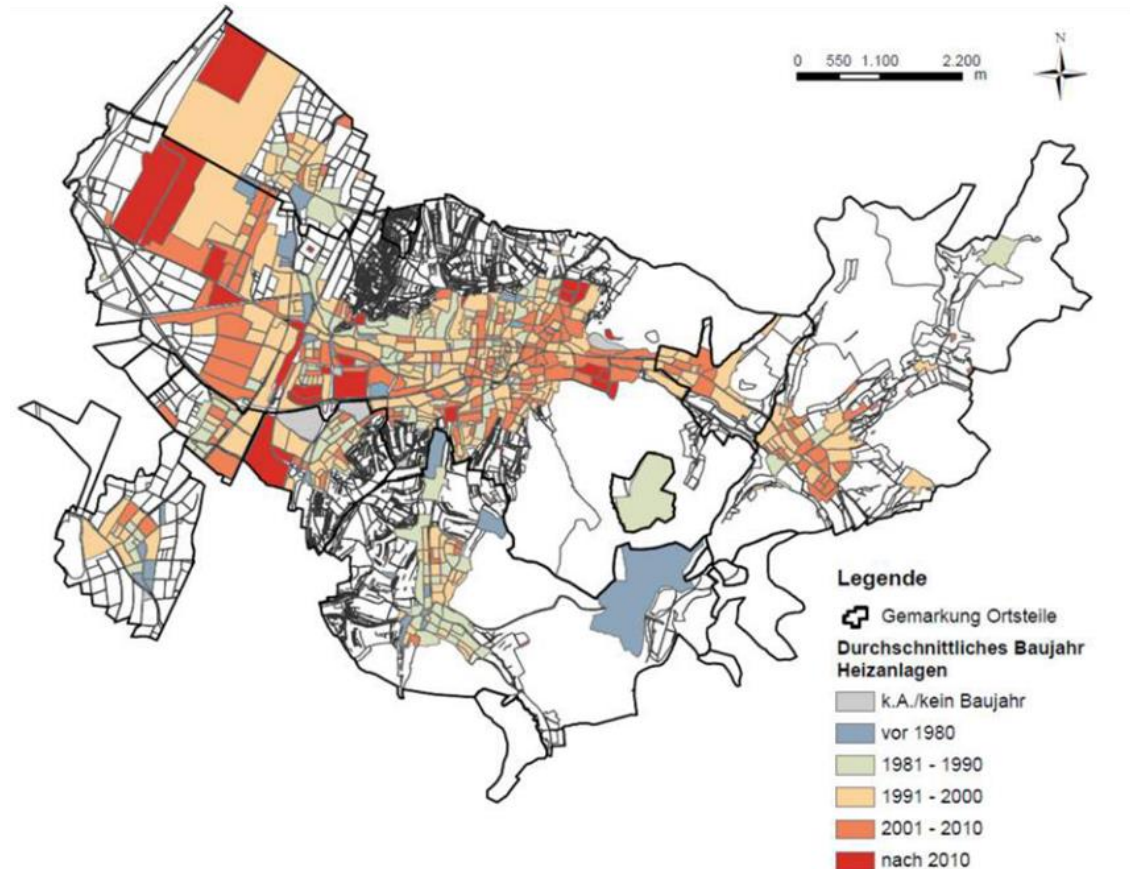 N
0 550 1.100 2.200
m
Legende
Gemarkung Ortsteile
Durchschnittliches Baujahr
Heizanlagen
k.A./kein Baujahr
vor 1980
1981 - 1990
1991 - 2000
2001 - 2010
nach 2010